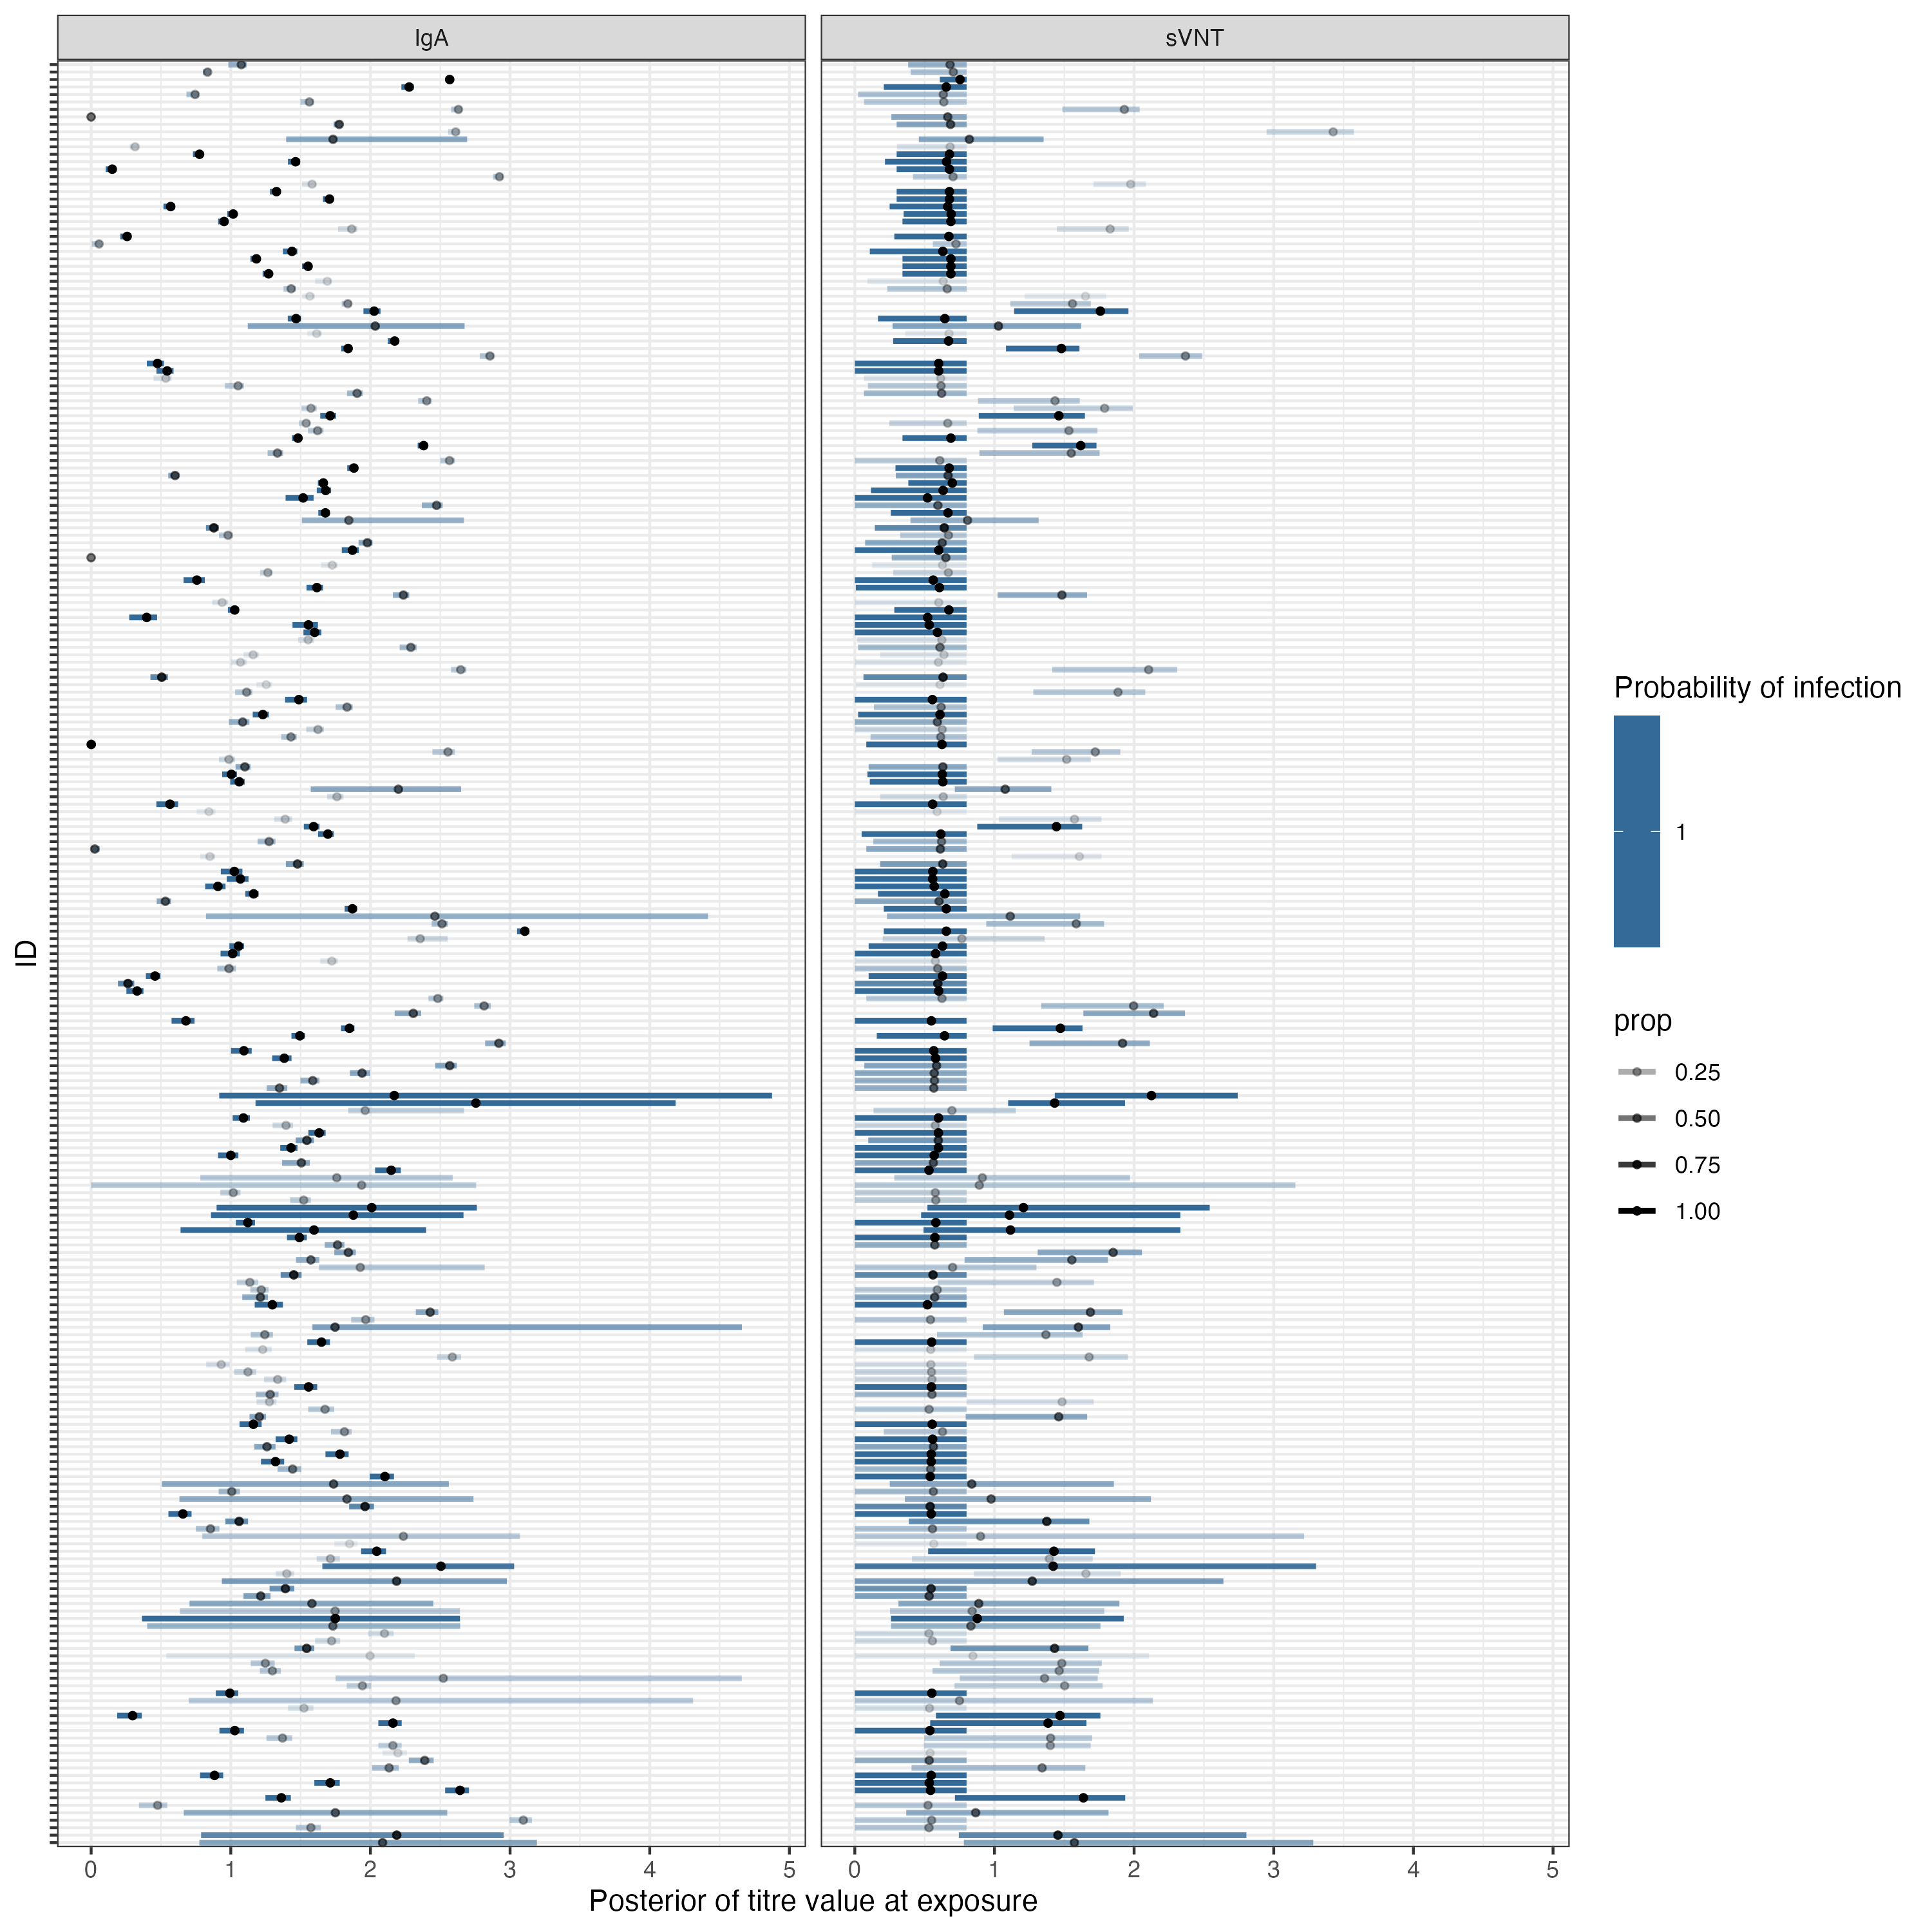 IgA
sVNT
ID
0 1 2 3 4 5
0 1 2 3 4 5
Posterior of titre value at exposure
Probability of infection
1
prop
0.25
0.50
0.75
1.00